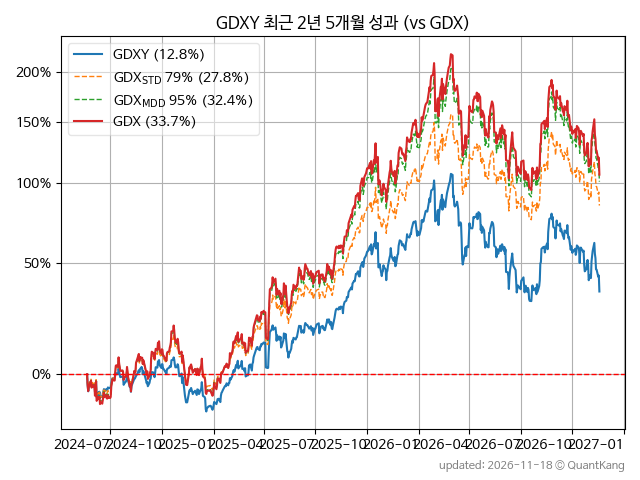 GDXY 최근 2년 5개월 성과 (vs GDX)
GDXY (12.8%)
GDX_STD 79% (27.8%)
GDX_MDD 95% (32.4%)
GDX (33.7%)
200%
150%
100%
50%
0%
2024-07 2024-10 2025-01 2025-04 2025-07 2025-10 2026-01 2026-04 2026-07 2026-10 2027-01
updated: 2026-11-18 © QuantKang